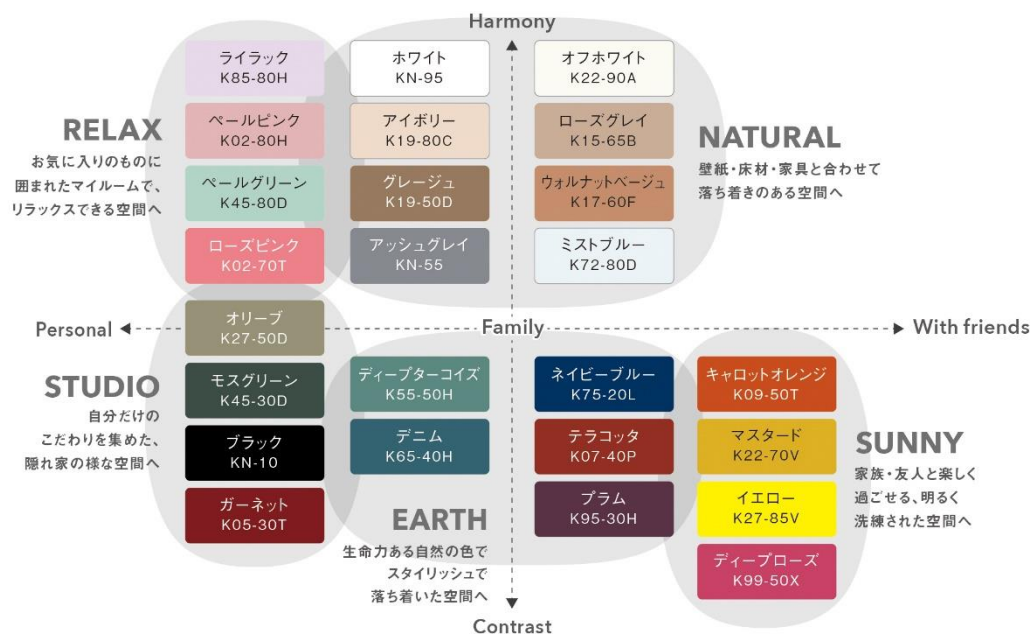 Harmony
ライラック
K85-80H
ホワイト
KN-95
オフホワイト
K22-90A
ペールピンク
K02-80H
アイボリー
K19-80C
ローズグレイ
K15-65B
ペールグリーン
K45-80D
グレージュ
K19-50D
ウォルナットベージュ
K17-60F
ローズピンク
K02-70T
アッシュグレイ
KN-55
ミストブルー
K72-80D
RELAX
お気に入りのものに
囲まれたマイルームで、
リラックスできる空間へ
NATURAL
壁紙・床材・家具と合わせて
落ち着きのある空間へ
オリーブ
K27-50D
Personal
Family
With friends
STUDIO
自分だけの
こだわりを集めた、
隠れ家の様な空間へ
モスグリーン
K45-30D
ディープターコイズ
K55-50H
ネイビーブルー
K75-20L
キャロットオレンジ
K09-50T
ブラック
KN-10
デニム
K65-40H
テラコッタ
K07-40P
マスタード
K22-70V
ガーネット
K05-30T
プラム
K95-30H
イエロー
K27-85V
ディープローズ
K99-50X
SUNNY
家族・友人と楽しく
過ごせる、明るく
洗練された空間へ
EARTH
生命力ある自然の色で
スタイリッシュで
落ち着いた空間へ
Contrast